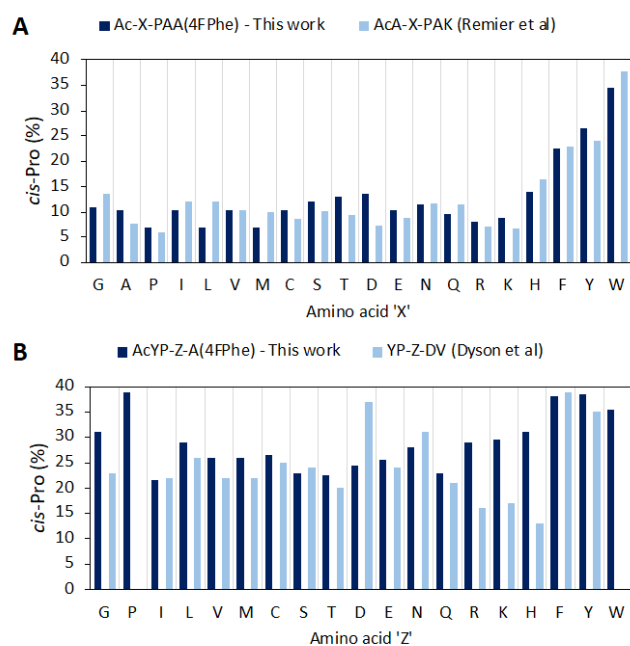 A
Ac-X-PAA(4FPhe) - This work AcA-X-PAK (Remier et al)
cis-Pro (%)
40
35
30
25
20
15
10
5
0
G A P I L V M C S T D E N Q R K H F Y W
Amino acid 'X'
B
AcYP-Z-A(4FPhe) - This work YP-Z-DV (Dyson et al)
cis-Pro (%)
40
35
30
25
20
15
10
5
0
G P I L V M C S T D E N Q R K H F Y W
Amino acid 'Z'